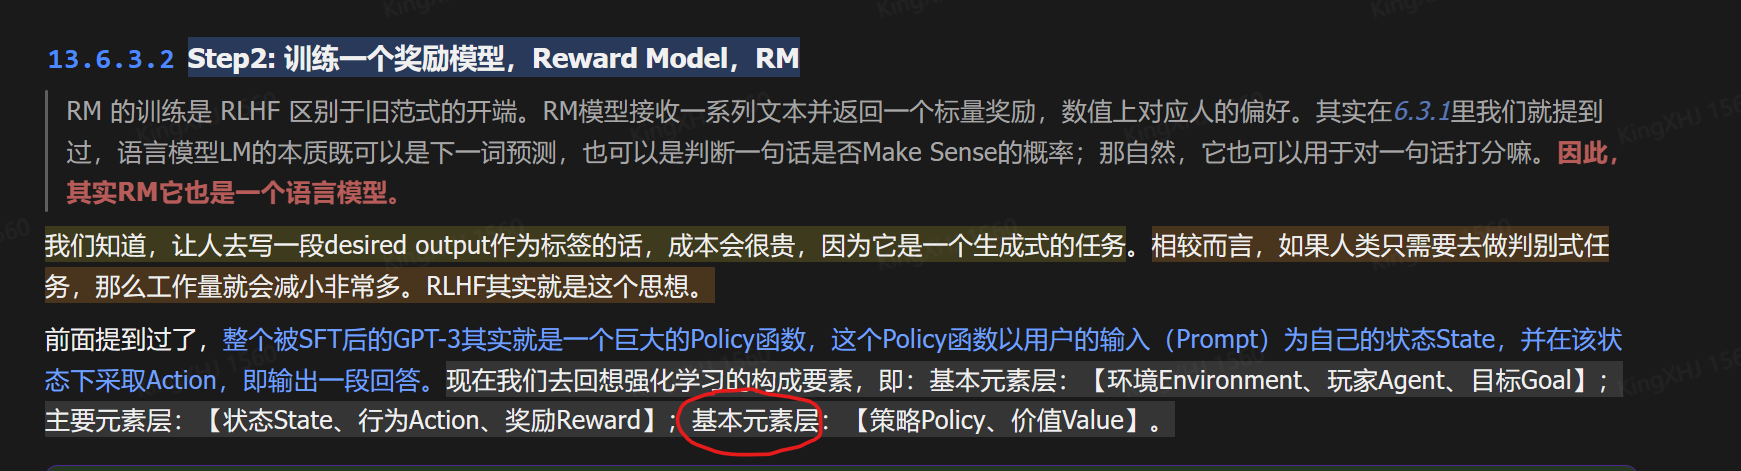 13.6.3.2 Step2: 训练一个奖励模型，Reward Model，RM
RM 的训练是 RLHF 区别于旧范式的开端。RM模型接收一系列文本并返回一个标量奖励，数值上对应人的偏好。其实在6.3.1里我们就提到
过，语言模型LM的本质既可以是下一词预测，也可以是判断一句话是否Make Sense的概率；那自然，它也可以用于对一句话打分嘛。因此，
其实RM它也是一个语言模型。
我们知道，让人去写一段desired output作为标签的话，成本会很贵，因为它是一个生成式的任务。相较而言，如果人类只需要去做判别式任
务，那么工作量就会减小非常多。RLHF其实就是这个思想。
前面提到过了，整个被SFT后的GPT-3其实就是一个巨大的Policy函数，这个Policy函数以用户的输入（Prompt）为自己的状态State，并在该状
态下采取Action，即输出一段回答。现在我们去回想强化学习的构成要素，即：基本元素层：【环境Environment、玩家Agent、目标Goal】；
主要元素层：【状态State、行为Action、奖励Reward】；基本元素层：【策略Policy、价值Value】。
KingXHJ 1560